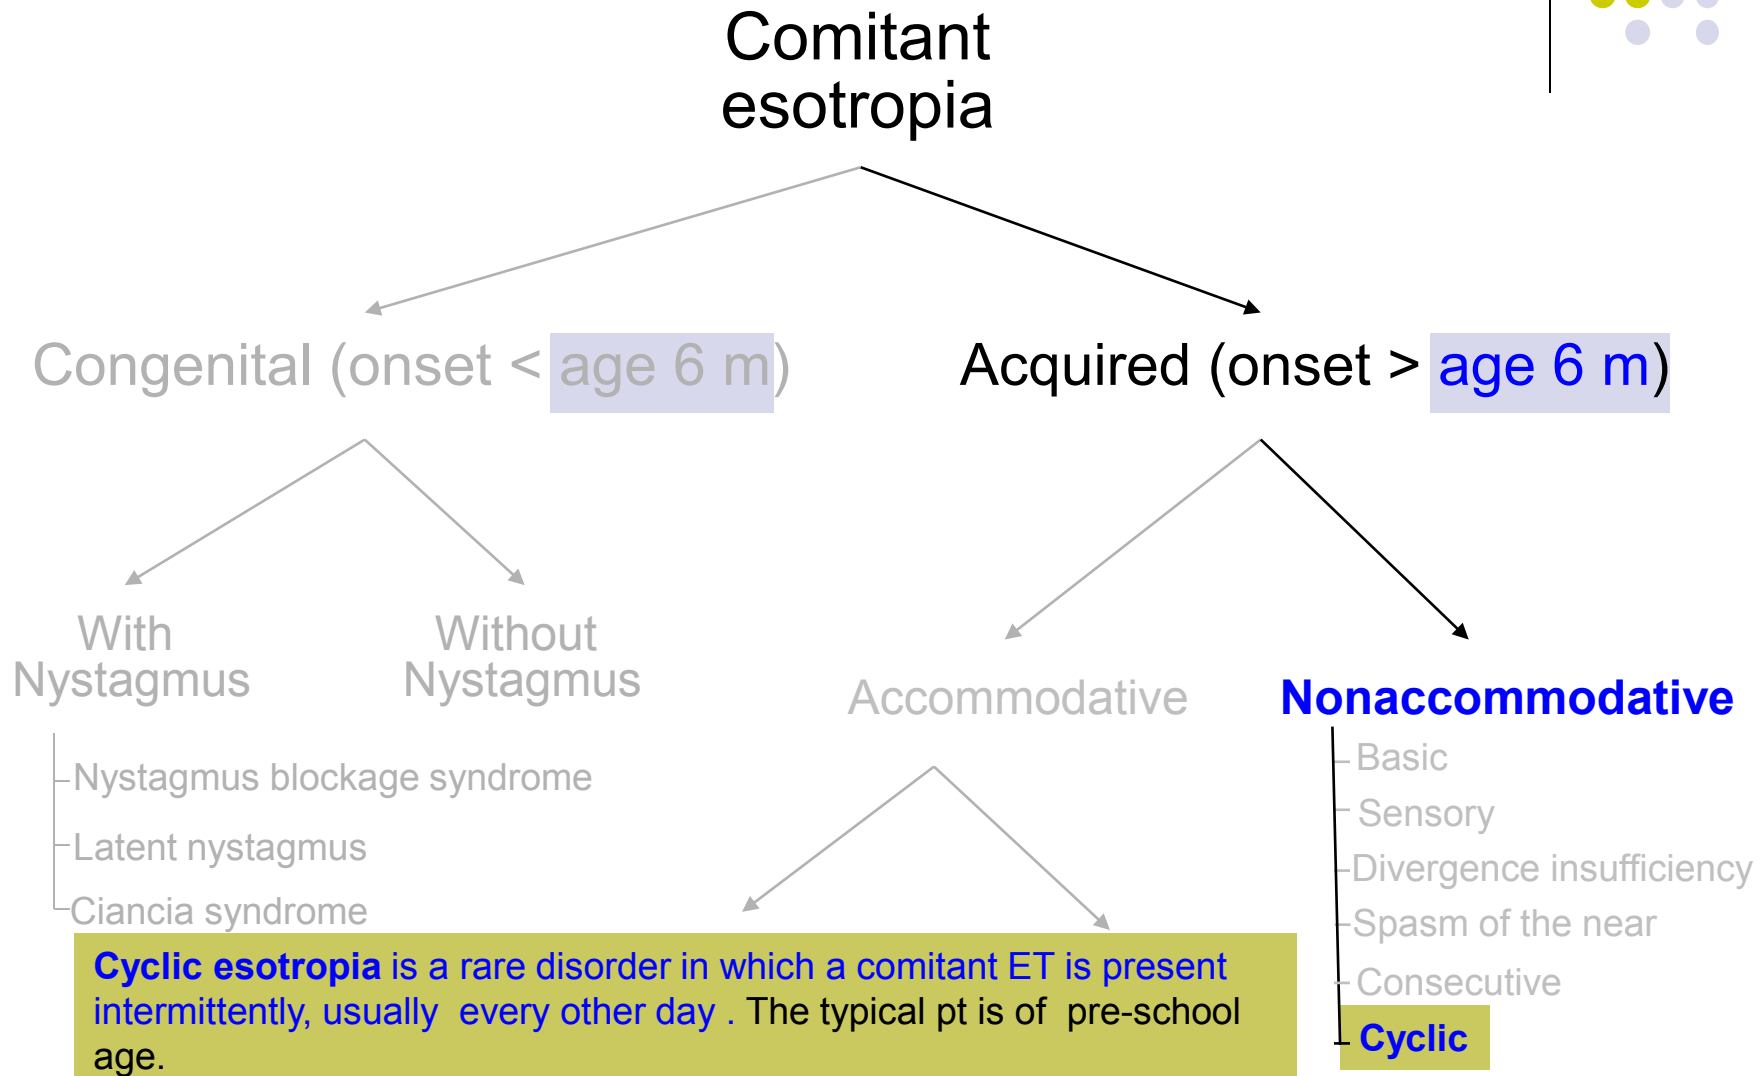 Comitant
esotropia
Congenital (onset < age 6 m)
Acquired (onset > age 6 m)
With
Nystagmus
Without
Nystagmus
Accommodative
Nonaccommodative
Nystagmus blockage syndrome
Latent nystagmus
Ciancia syndrome
Basic
Sensory
Divergence insufficiency
Spasm of the near
Consecutive
Cyclic
Cyclic esotropia is a rare disorder in which a comitant ET is present
intermittently, usually every other day . The typical pt is of pre-school
age.